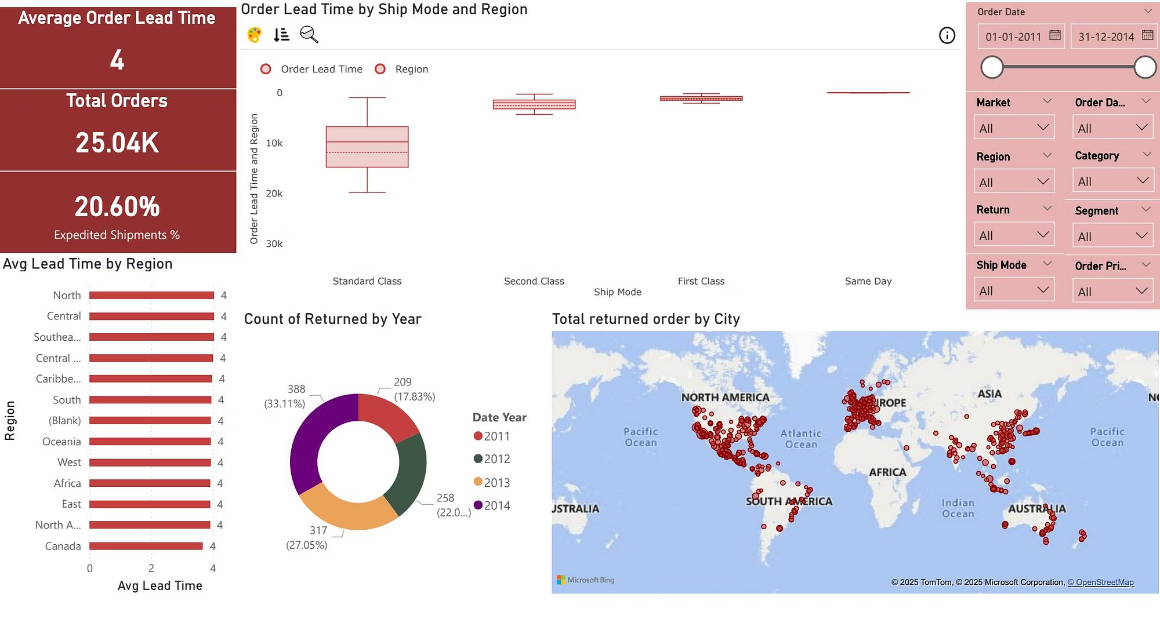 Average Order Lead Time
4
Total Orders
25.04K
20.60%
Expedited Shipments %
Order Lead Time by Ship Mode and Region
Order Lead Time
Region
Order Lead Time and Region
0
10k
20k
30k
Standard Class
Second Class
First Class
Same Day
Ship Mode
Order Date
01-01-2011
31-12-2014
Market
Order Da...
All
All
Region
Category
All
All
Return
Segment
All
All
Ship Mode
Order Pri...
All
All
Avg Lead Time by Region
Region
North
4
Central
4
Southea...
4
Central ...
4
Caribbe...
4
South
4
(Blank)
4
Oceania
4
West
4
Africa
4
East
4
North A...
4
Canada
4
0
2
4
Avg Lead Time
Count of Returned by Year
388
(33.11%)
209
(17.83%)
258
(22.0...)
317
(27.05%)
Date Year
2011
2012
2013
2014
Total returned order by City
NORTH AMERICA
EUROPE
ASIA
Pacific
Ocean
Atlantic
Ocean
Pacific
Ocean
AFRICA
SOUTH AMERICA
Indian
Ocean
USTRALIA
AUSTRALIA
Microsoft Bing
© 2025 TomTom, © 2025 Microsoft Corporation, © OpenStreetMap